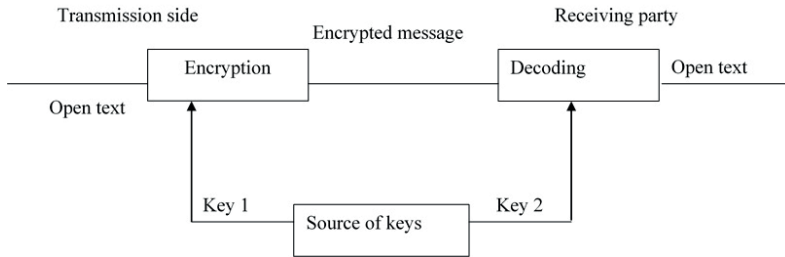 Transmission side
Receiving party
Encrypted message
Encryption
Decoding
Open text
Open text
Key 1
Key 2
Source of keys